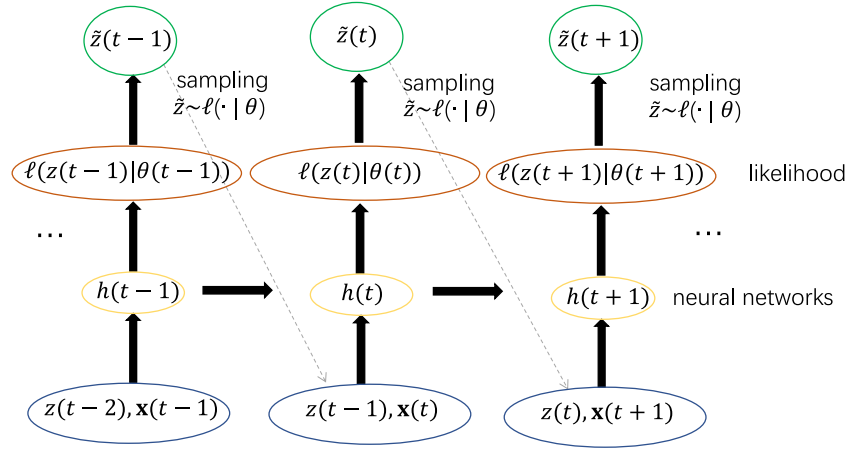 z̃(t − 1)
z̃(t)
z̃(t + 1)
sampling
z̃~ℓ(· | θ)
sampling
z̃~ℓ(· | θ)
sampling
z̃~ℓ(· | θ)
ℓ(z(t − 1)|θ(t − 1))
ℓ(z(t)|θ(t))
ℓ(z(t + 1)|θ(t + 1))
likelihood
...
...
h(t − 1)
h(t)
h(t + 1)
neural networks
z(t − 2), x(t − 1)
z(t − 1), x(t)
z(t), x(t + 1)